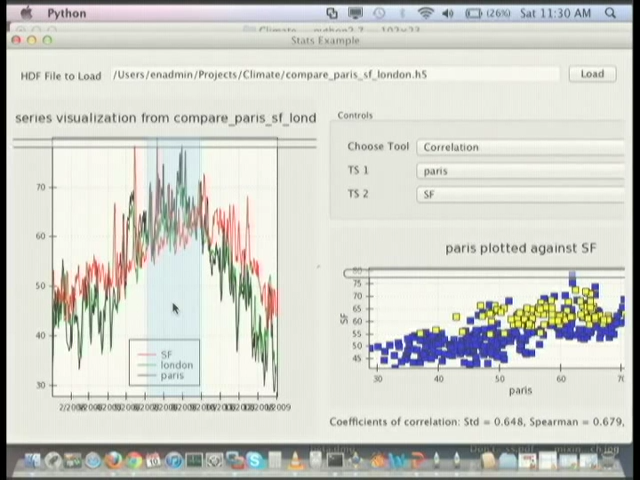 Python (26%) Sat 11:30 AM
Stats Example
HDF File to Load /Users/enadmin/Projects/Climate/compare_paris_sf_london.h5 Load
series visualization from compare_paris_sf_lond
Controls
Choose Tool Correlation
TS 1 paris
TS 2 SF
70
60
50
40
30
SF
london
paris
paris plotted against SF
80
75
70
65
60
55
50
45
SF
30 40 50 60 70
paris
Coefficients of correlation: Std = 0.648, Spearman = 0.679,